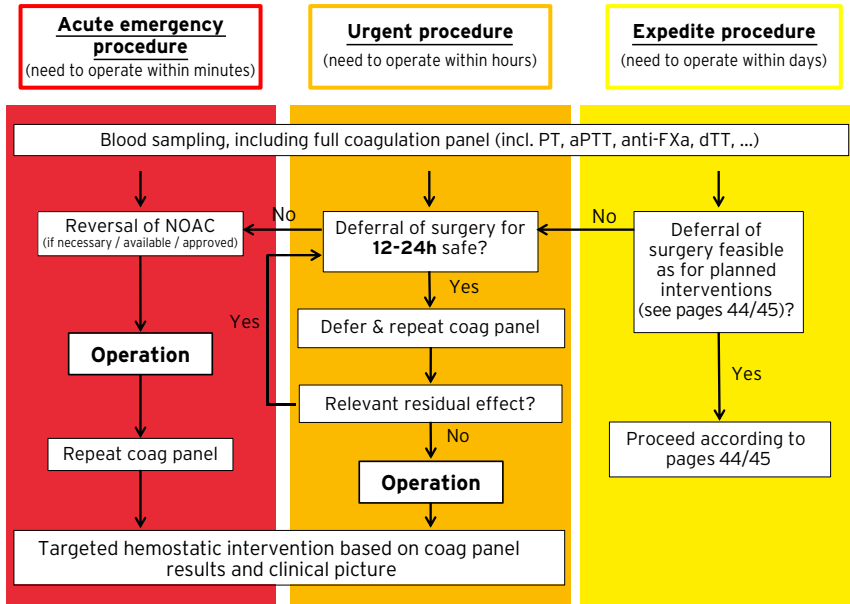 Acute emergency
procedure
(need to operate within minutes)
Urgent procedure
(need to operate within hours)
Expedite procedure
(need to operate within days)
Blood sampling, including full coagulation panel (incl. PT, aPTT, anti-FXa, dTT, ...)
Reversal of NOAC
(if necessary / available / approved)
No
Deferral of surgery for
12-24h safe?
No
Deferral of
surgery feasible
as for planned
interventions
(see pages 44/45)?
Yes
Yes
Defer & repeat coag panel
Operation
Yes
Relevant residual effect?
No
Repeat coag panel
Proceed according to
pages 44/45
Operation
Targeted hemostatic intervention based on coag panel
results and clinical picture